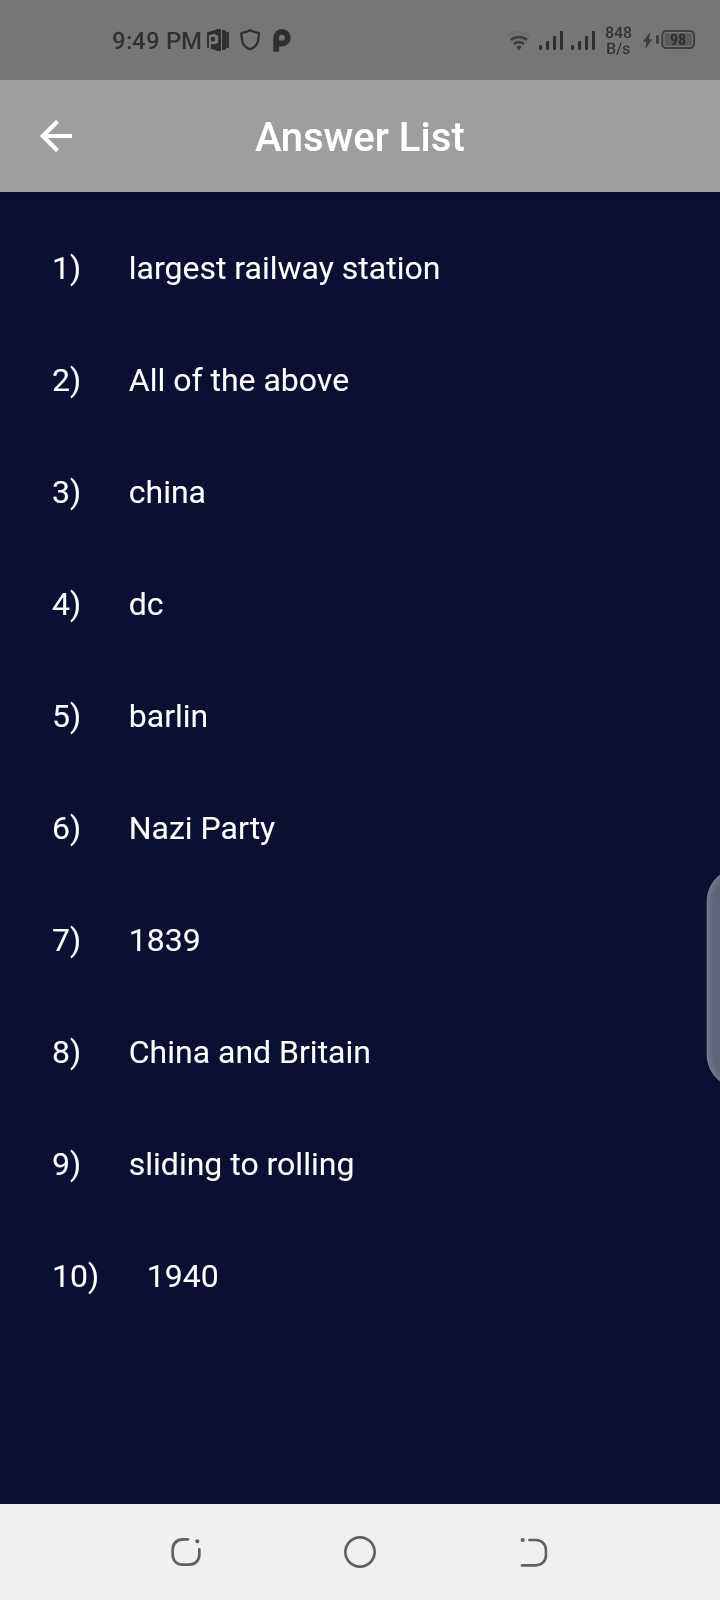 9:49 PM 848 B/s 98
Answer List
1) largest railway station
2) All of the above
3) china
4) dc
5) barlin
6) Nazi Party
7) 1839
8) China and Britain
9) sliding to rolling
10) 1940